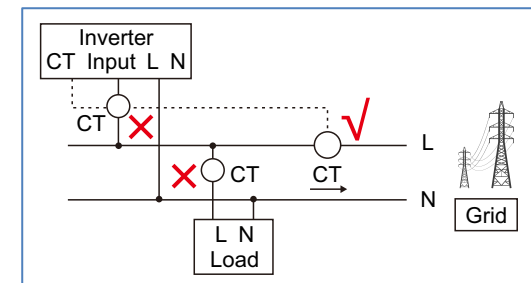 Inverter
CT Input L N
CT
CT
CT
L
N
Grid
L N
Load